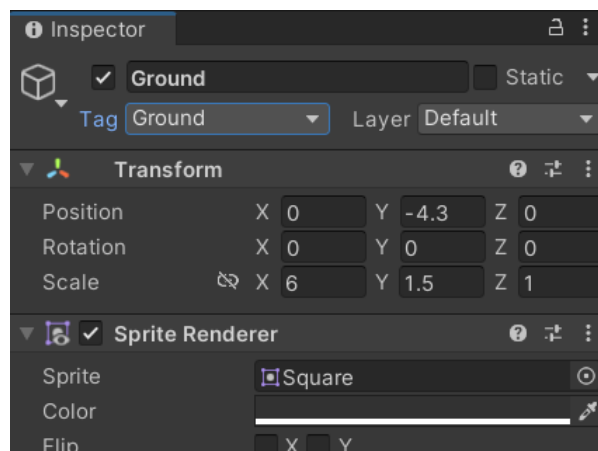 Inspector
Ground Static
Tag Ground Layer Default
Transform
Position X 0 Y -4.3 Z 0
Rotation X 0 Y 0 Z 0
Scale X 6 Y 1.5 Z 1
Sprite Renderer
Sprite Square
Color
Flip X Y